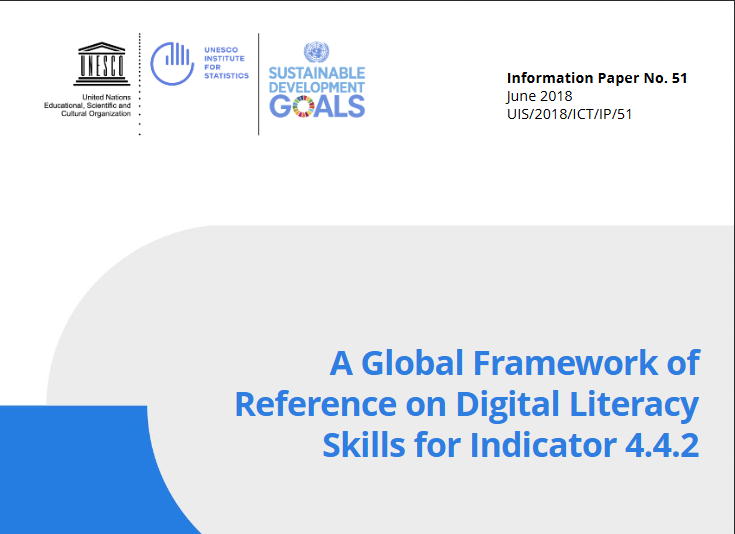 UNESCO
United Nations
Educational, Scientific and
Cultural Organization
UNESCO
INSTITUTE
FOR
STATISTICS
SUSTAINABLE
DEVELOPMENT
GOALS
Information Paper No. 51
June 2018
UIS/2018/ICT/IP/51
A Global Framework of
Reference on Digital Literacy
Skills for Indicator 4.4.2